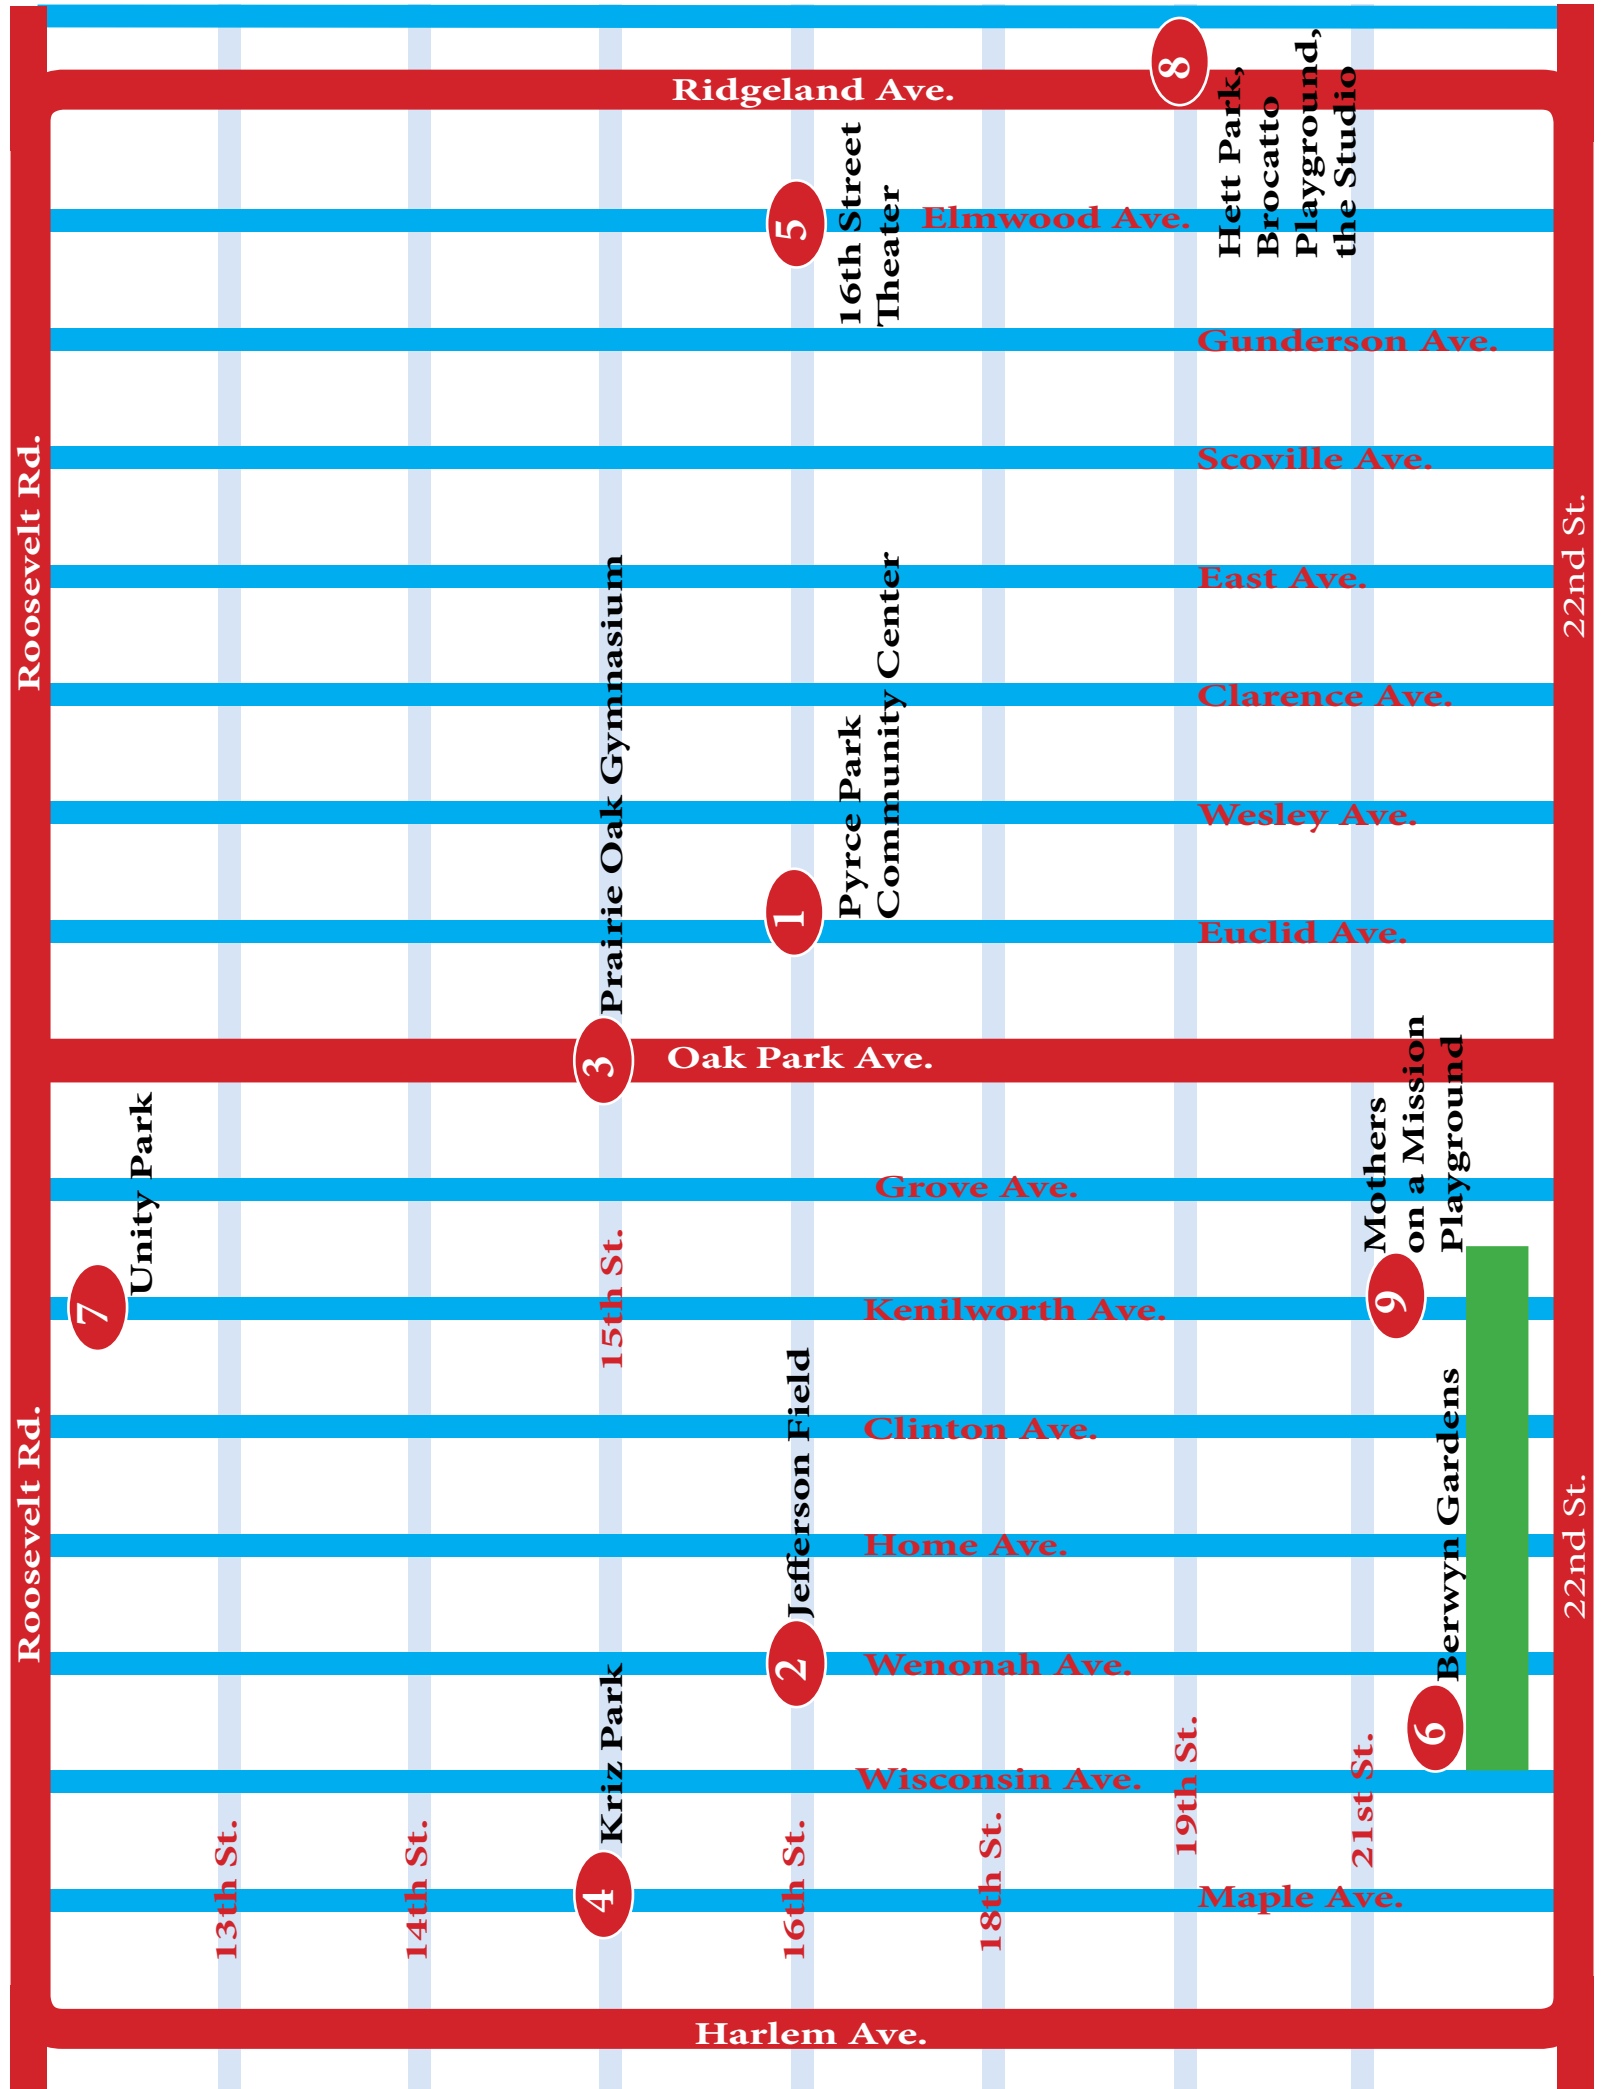 8
Ridgeland Ave.
Hett Park,
Brocatto
Playground,
the Studio
5
16th Street
Theater
Elmwood Ave.
Gunderson Ave.
Roosevelt Rd.
Scoville Ave.
22nd St.
East Ave.
Clarence Ave.
Wesley Ave.
1
Pyrce Park
Community Center
Euclid Ave.
3
Prairie Oak Gymnasium
Oak Park Ave.
7
Unity Park
Grove Ave.
15th St.
Kenilworth Ave.
9
Mothers
on a Mission
Playground
Clinton Ave.
Roosevelt Rd.
Home Ave.
22nd St.
2
Jefferson Field
Wenonah Ave.
6
Berwyn Gardens
Wisconsin Ave.
4
Kriz Park
13th St.
14th St.
16th St.
18th St.
19th St.
21st St.
Maple Ave.
Harlem Ave.